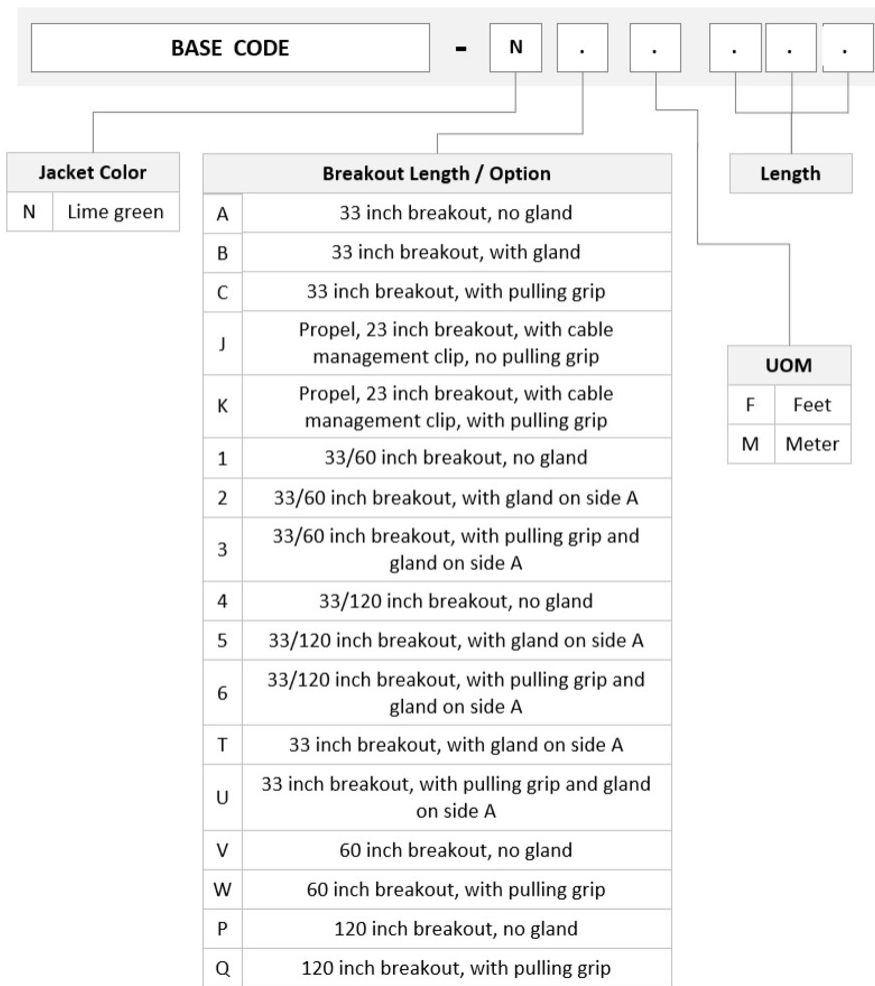 BASE CODE - N . . . . .
Jacket Color
N Lime green
Breakout Length / Option
A 33 inch breakout, no gland
B 33 inch breakout, with gland
C 33 inch breakout, with pulling grip
J Propel, 23 inch breakout, with cable
management clip, no pulling grip
K Propel, 23 inch breakout, with cable
management clip, with pulling grip
1 33/60 inch breakout, no gland
2 33/60 inch breakout, with gland on side A
3 33/60 inch breakout, with pulling grip and
gland on side A
4 33/120 inch breakout, no gland
5 33/120 inch breakout, with gland on side A
6 33/120 inch breakout, with pulling grip and
gland on side A
T 33 inch breakout, with gland on side A
U 33 inch breakout, with pulling grip and gland
on side A
V 60 inch breakout, no gland
W 60 inch breakout, with pulling grip
P 120 inch breakout, no gland
Q 120 inch breakout, with pulling grip
Length
UOM
F Feet
M Meter